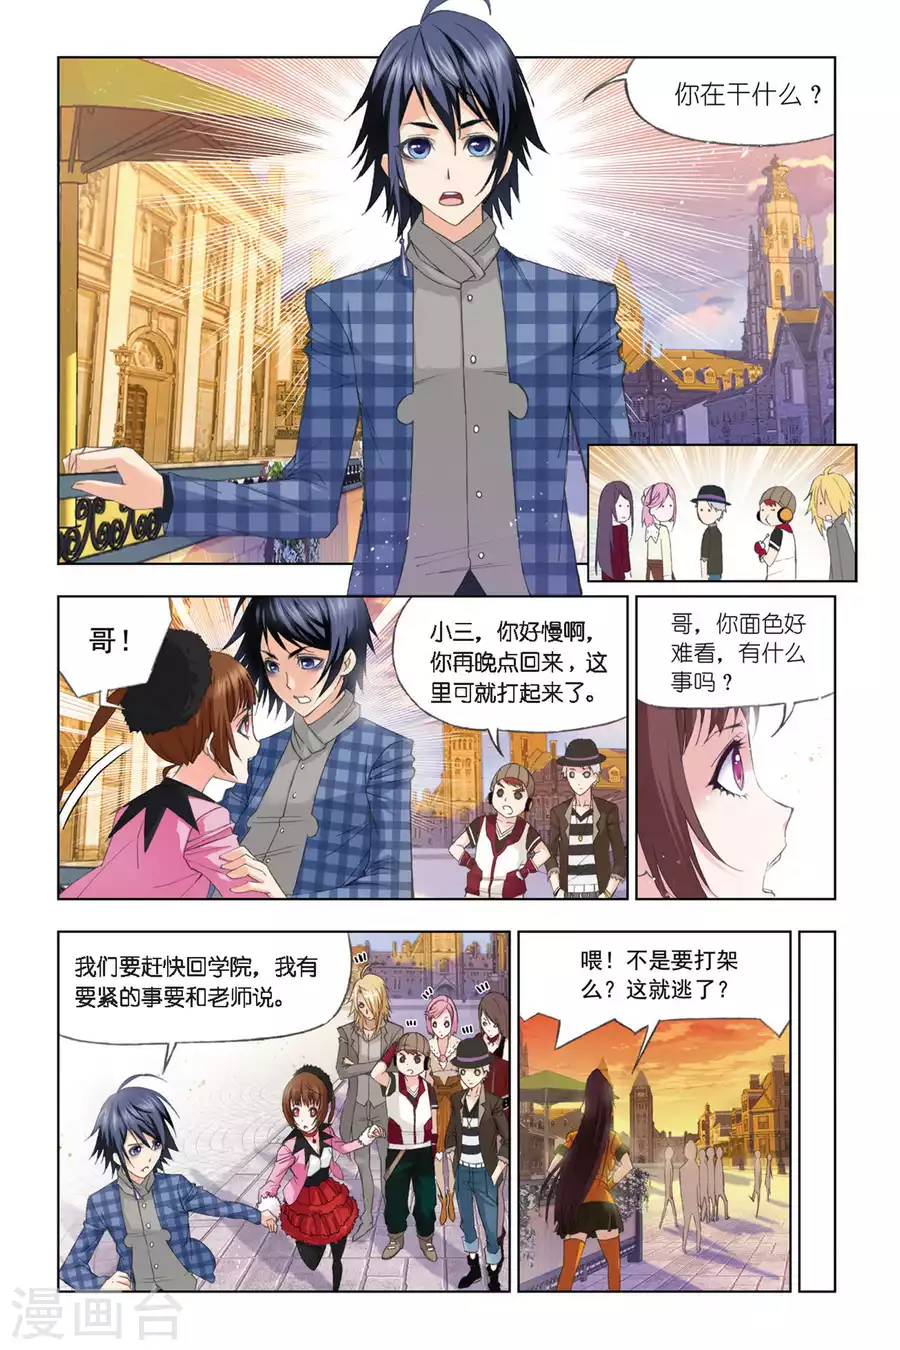 你在干什么？
哥！
小三，你好慢啊，
你再晚点回来，这
里可就打起来了。
哥，你面色好
难看，有什么
事吗？
我们要赶快回学院，我有
要紧的事要和老师说。
喂！不是要打架
么？这就逃了？
漫画台